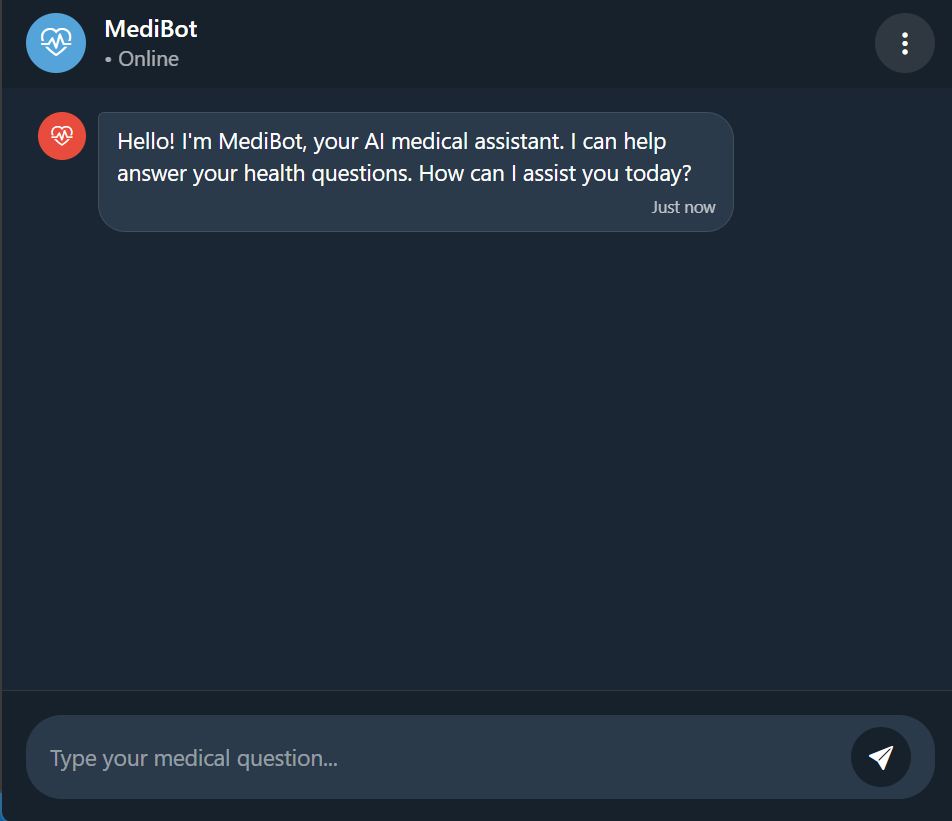 MediBot
• Online
Hello! I'm MediBot, your AI medical assistant. I can help
answer your health questions. How can I assist you today?
Just now
Type your medical question...